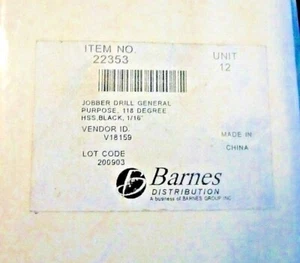 ITEM NO.
22353
UNIT
12
JOBBER DRILL GENERAL
PURPOSE, 118 DEGREE
HSS,BLACK, 1/16"
VENDOR ID.
V18159
MADE IN
CHINA
LOT CODE
200903
Barnes
DISTRIBUTION
A business of BARNES GROUP INC